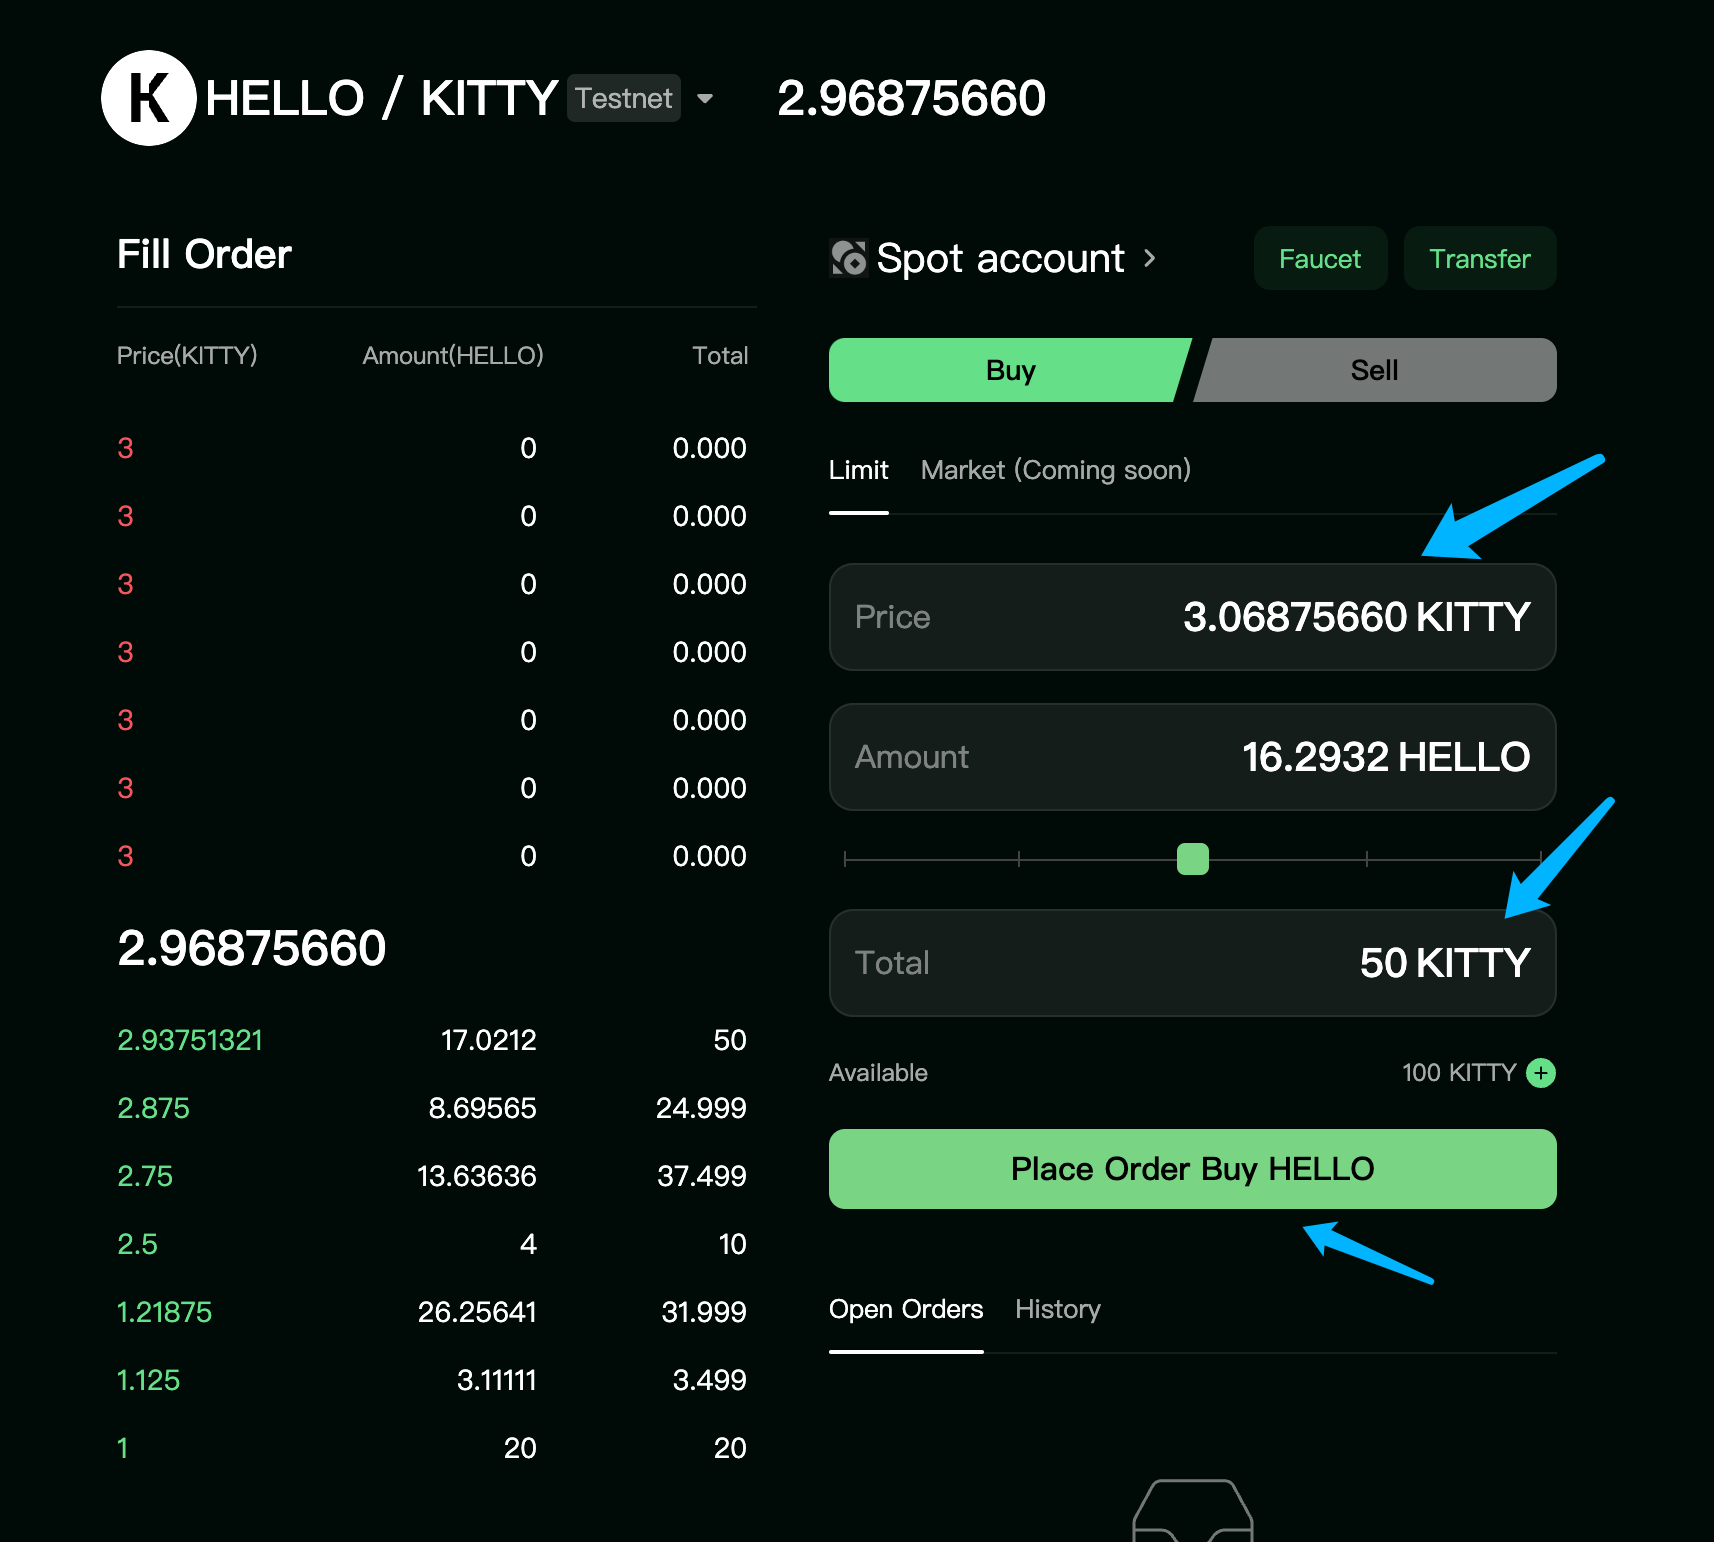 K HELLO / KITTY Testnet 2.96875660
Fill Order
Price(KITTY) Amount(HELLO) Total
3 0 0.000
3 0 0.000
3 0 0.000
3 0 0.000
3 0 0.000
3 0 0.000
3 0 0.000
2.96875660
2.93751321 17.0212 50
2.875 8.69565 24.999
2.75 13.63636 37.499
2.5 4 10
1.21875 26.25641 31.999
1.125 3.11111 3.499
1 20 20
Spot account > Faucet Transfer
Buy Sell
Limit Market (Coming soon)
Price 3.06875660 KITTY
Amount 16.2932 HELLO
Total 50 KITTY
Available 100 KITTY +
Place Order Buy HELLO
Open Orders History